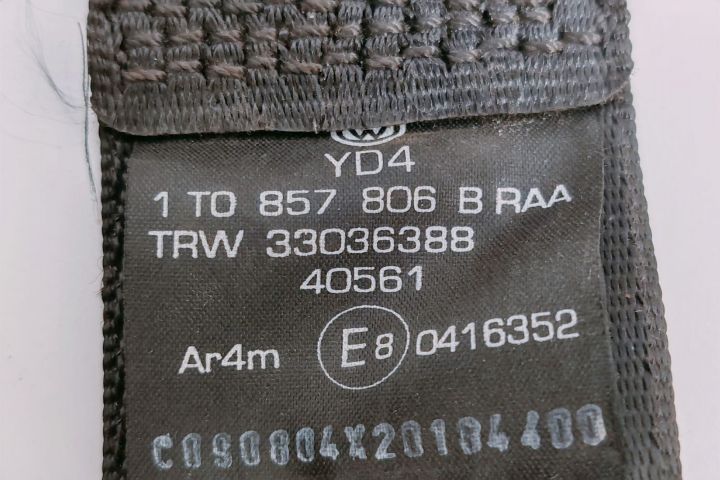 YD4
1 T0 857 806 B RAA
TRW 33036388
40561
Ar4m E8 0416352
C090804X20184400